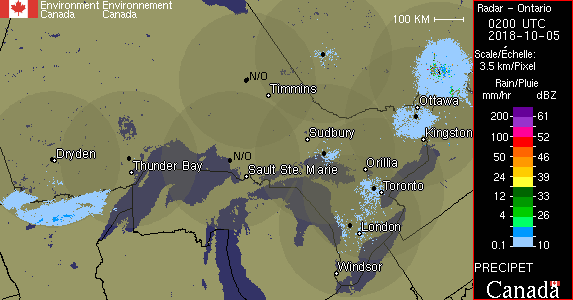 Environment Environnement
Canada Canada
100 KM
N/O
Timmins
Ottawa
Sudbury
Kingston
Dryden
Thunder Bay
N/O
Sault Ste. Marie
Orillia
Toronto
London
Windsor
Radar - Ontario
0200 UTC
2018-10-05
Scale/Échelle:
3.5 km/Pixel
Rain/Pluie
mm/hr dBZ
200 61
100 52
50 46
24 39
12 33
4 26
0.1 10
PRECIPET
Canada